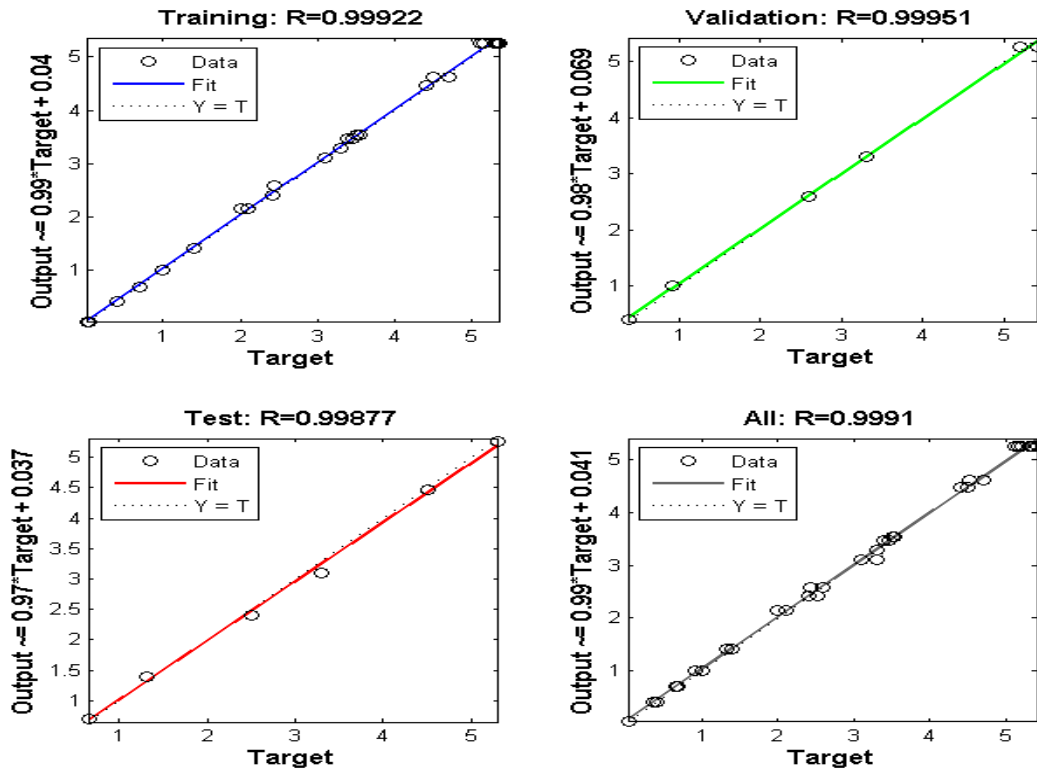 Training: R=0.99922
Output ~= 0.99*Target + 0.04
5
4
3
2
1
Data
Fit
Y = T
1 2 3 4 5
Target
Validation: R=0.99951
Output ~= 0.98*Target + 0.069
5
4
3
2
1
Data
Fit
Y = T
1 2 3 4 5
Target
Test: R=0.99877
Output ~= 0.97*Target + 0.037
5
4.5
4
3.5
3
2.5
2
1.5
1
Data
Fit
Y = T
1 2 3 4 5
Target
All: R=0.9991
Output ~= 0.99*Target + 0.041
5
4
3
2
1
Data
Fit
Y = T
1 2 3 4 5
Target